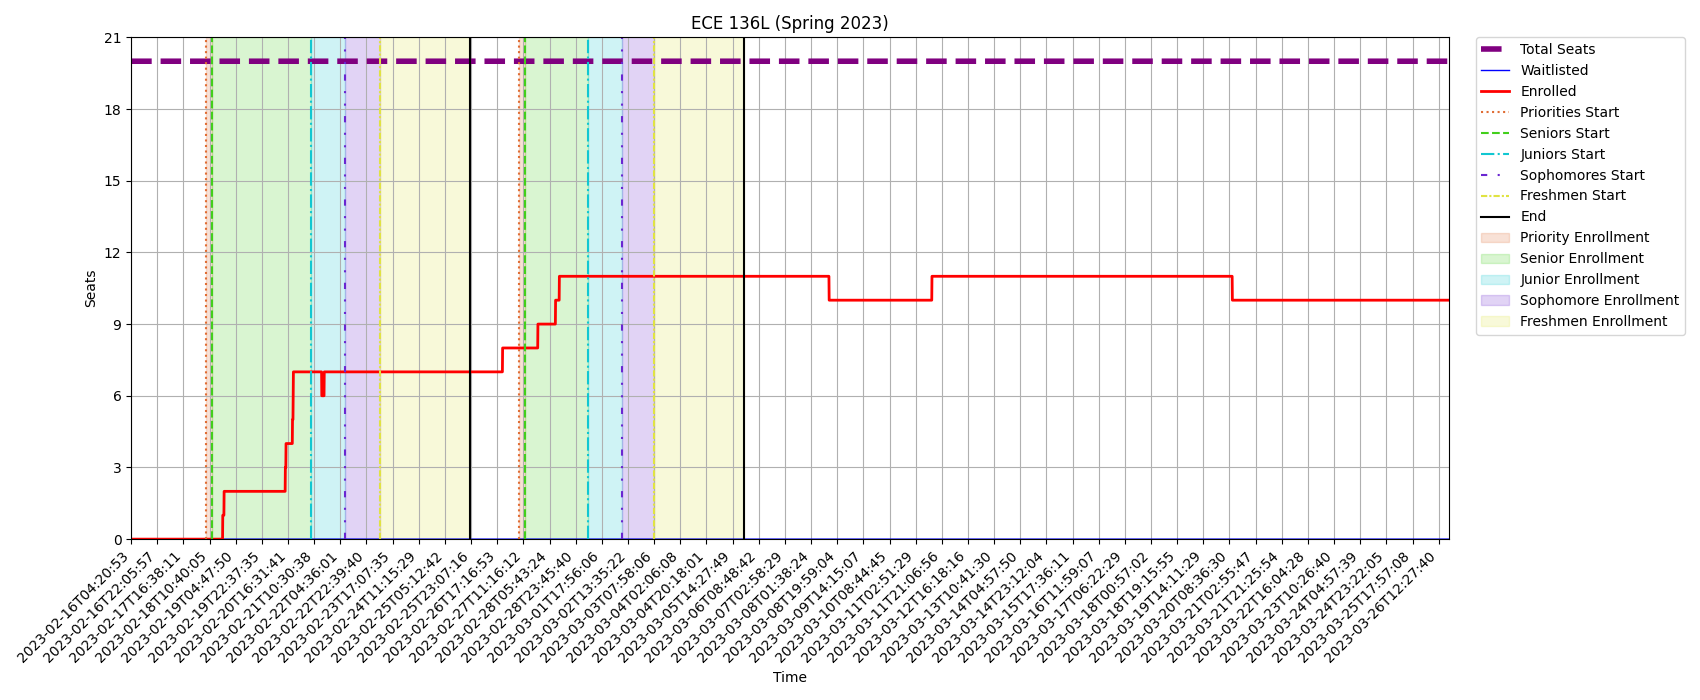 ECE 136L (Spring 2023)
21
18
15
12
9
6
3
0
Seats
2023-02-16T04:20:53
2023-02-16T22:05:57
2023-02-17T16:38:11
2023-02-18T10:40:05
2023-02-19T04:47:50
2023-02-19T22:37:35
2023-02-20T16:31:41
2023-02-21T10:30:38
2023-02-22T04:36:01
2023-02-22T22:39:40
2023-02-23T17:07:35
2023-02-24T11:15:29
2023-02-25T05:12:42
2023-02-25T23:07:16
2023-02-26T17:16:53
2023-02-27T11:16:12
2023-02-28T05:43:24
2023-02-28T23:45:40
2023-03-01T17:56:06
2023-03-02T13:35:22
2023-03-03T07:58:06
2023-03-04T02:06:08
2023-03-04T20:18:01
2023-03-05T14:27:49
2023-03-06T08:48:42
2023-03-07T02:58:29
2023-03-08T01:38:24
2023-03-08T19:59:04
2023-03-09T14:15:07
2023-03-10T08:44:45
2023-03-11T02:51:29
2023-03-11T21:06:56
2023-03-12T16:18:16
2023-03-13T10:41:30
2023-03-14T04:57:50
2023-03-14T23:12:04
2023-03-15T17:36:11
2023-03-16T11:59:07
2023-03-17T06:22:29
2023-03-18T00:57:02
2023-03-18T19:15:55
2023-03-19T14:11:29
2023-03-20T08:36:30
2023-03-21T02:55:47
2023-03-21T21:25:54
2023-03-22T16:04:28
2023-03-23T10:26:40
2023-03-24T04:57:39
2023-03-24T23:22:05
2023-03-25T17:57:08
2023-03-26T12:27:40
Time
Total Seats
Waitlisted
Enrolled
Priorities Start
Seniors Start
Juniors Start
Sophomores Start
Freshmen Start
End
Priority Enrollment
Senior Enrollment
Junior Enrollment
Sophomore Enrollment
Freshmen Enrollment